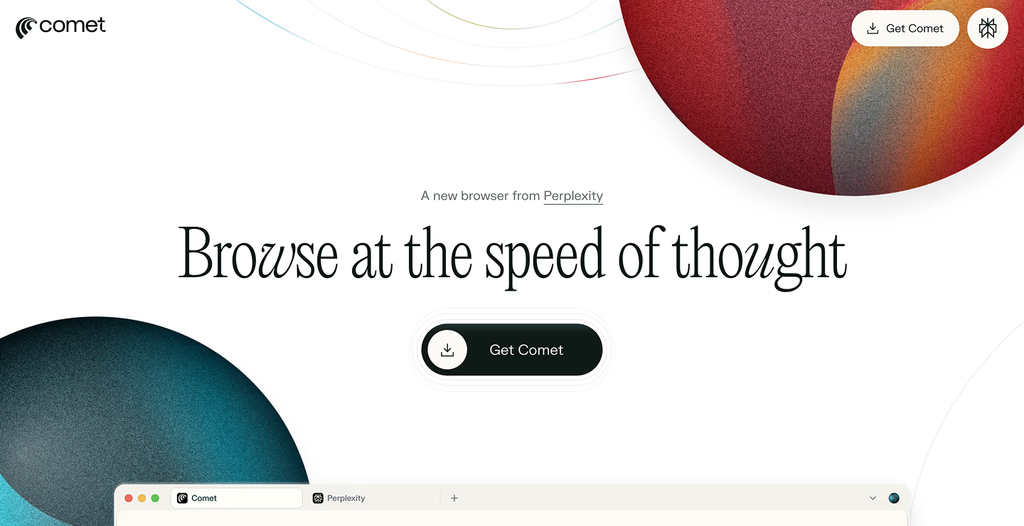 comet
Get Comet
A new browser from Perplexity
Browse at the speed of thought
Get Comet
Comet
Perplexity